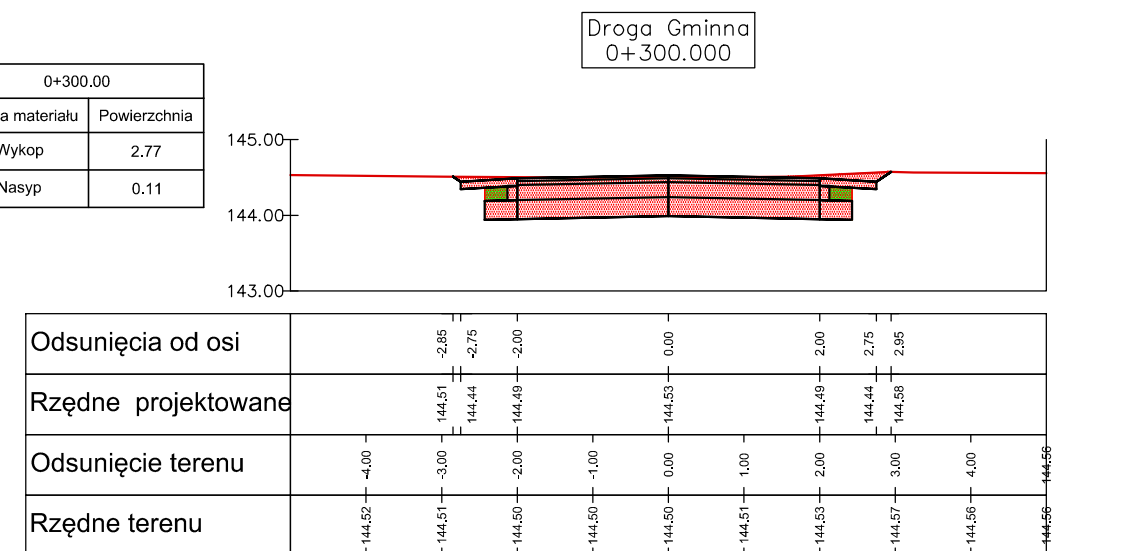 Droga Gminna
0+300.000
0+300.00
a materiału Powierzchnia
Wykop 2.77
Nasyp 0.11
145.00
144.00
143.00
Odsunięcia od osi -2.85 -2.75 -2.00 0.00 2.00 2.75 2.95
Rzędne projektowane 144.51 144.44 144.49 144.53 144.49 144.44 144.58
Odsunięcie terenu -4.00 -3.00 -2.00 -1.00 0.00 1.00 2.00 3.00 4.00 144.56
Rzędne terenu 144.52 144.51 144.50 144.50 144.50 144.51 144.53 144.57 144.56 144.56